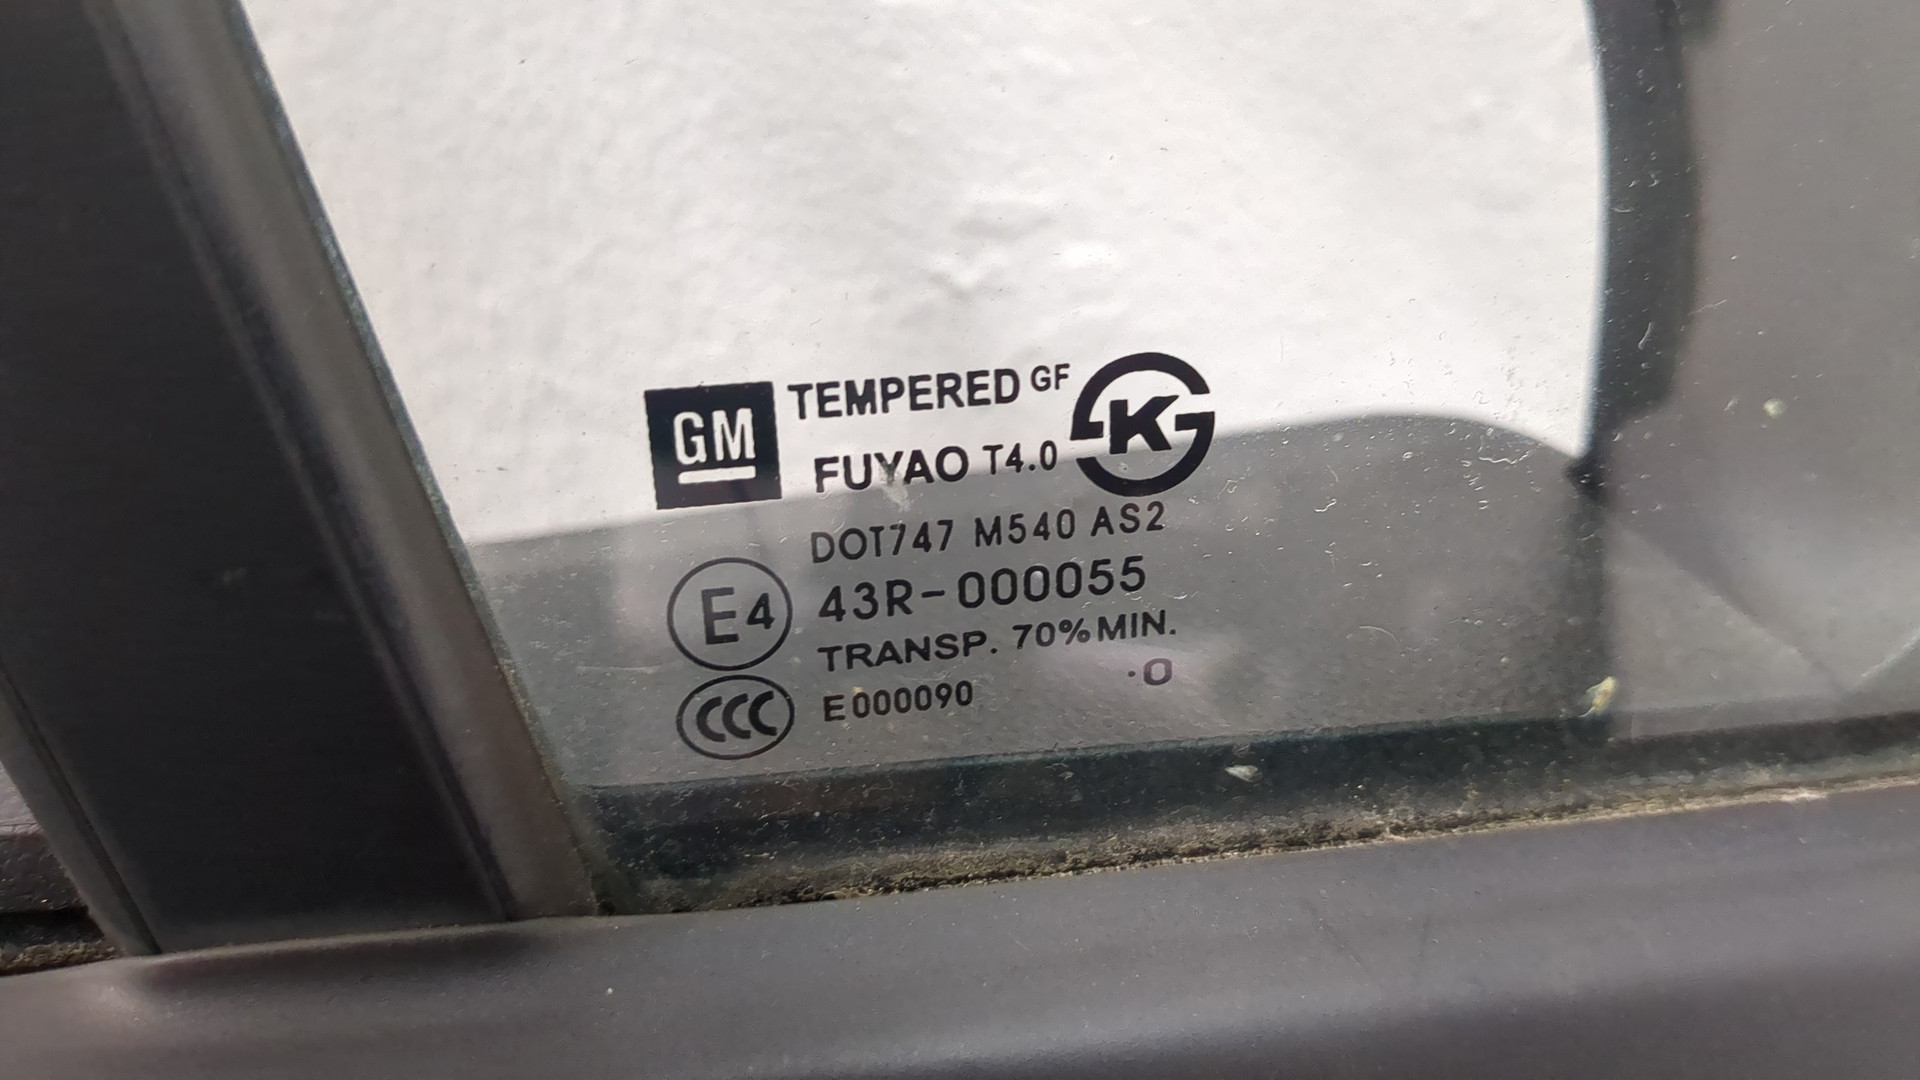 GM TEMPERED GF
FUYAO T4.0 K
DOT747 M540 AS2
E4 43R-000055
TRANSP. 70%MIN.
·0
CCC E000090